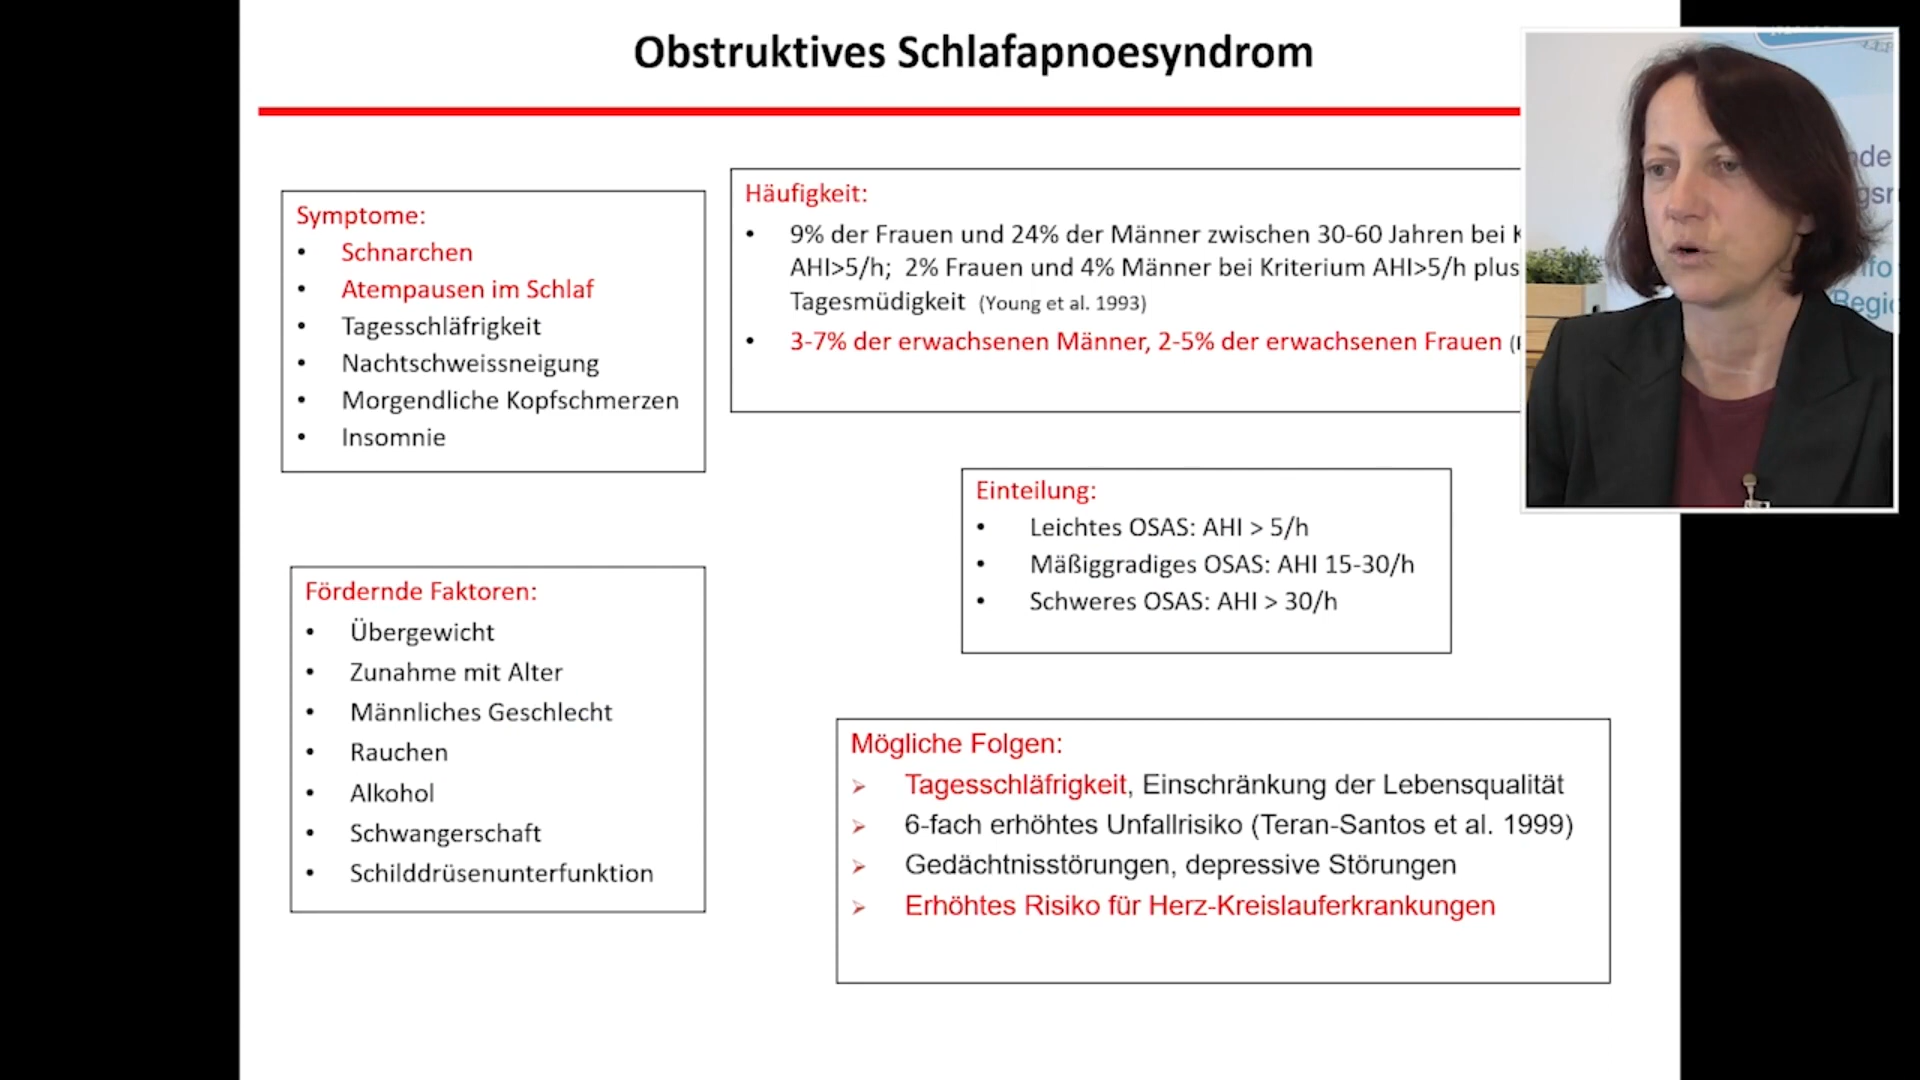 Obstruktives Schlafapnoesyndrom
Symptome:
• Schnarchen
• Atempausen im Schlaf
• Tagesschläfrigkeit
• Nachtschweissneigung
• Morgendliche Kopfschmerzen
• Insomnie
Häufigkeit:
• 9% der Frauen und 24% der Männer zwischen 30-60 Jahren bei
AHI>5/h; 2% Frauen und 4% Männer bei Kriterium AHI>5/h plus
Tagesmüdigkeit (Young et al. 1993)
• 3-7% der erwachsenen Männer, 2-5% der erwachsenen Frauen
Einteilung:
• Leichtes OSAS: AHI > 5/h
• Mäßiggradiges OSAS: AHI 15-30/h
• Schweres OSAS: AHI > 30/h
Fördernde Faktoren:
• Übergewicht
• Zunahme mit Alter
• Männliches Geschlecht
• Rauchen
• Alkohol
• Schwangerschaft
• Schilddrüsenunterfunktion
Mögliche Folgen:
➢ Tagesschläfrigkeit, Einschränkung der Lebensqualität
➢ 6-fach erhöhtes Unfallrisiko (Teran-Santos et al. 1999)
➢ Gedächtnisstörungen, depressive Störungen
➢ Erhöhtes Risiko für Herz-Kreislauferkrankungen